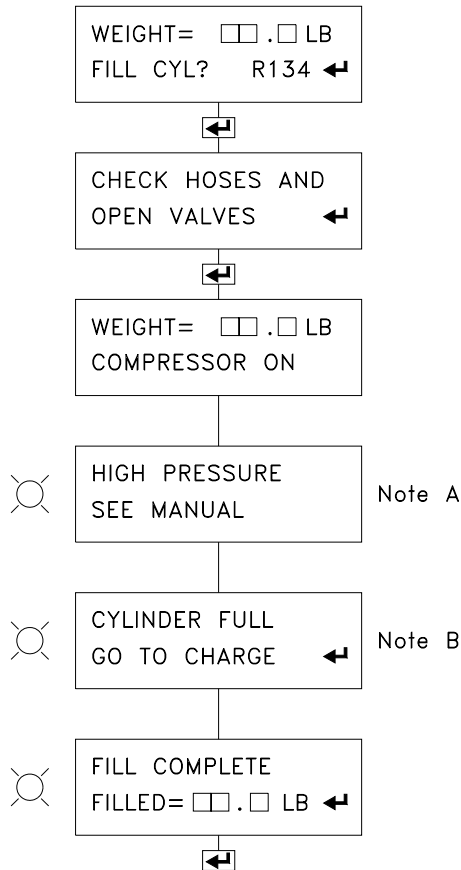 WEIGHT= □□.□ LB
FILL CYL? R134 ↵
↵
CHECK HOSES AND
OPEN VALVES ↵
↵
WEIGHT= □□.□ LB
COMPRESSOR ON
HIGH PRESSURE
SEE MANUAL
Note A
CYLINDER FULL
GO TO CHARGE ↵
Note B
FILL COMPLETE
FILLED= □□.□ LB ↵
↵